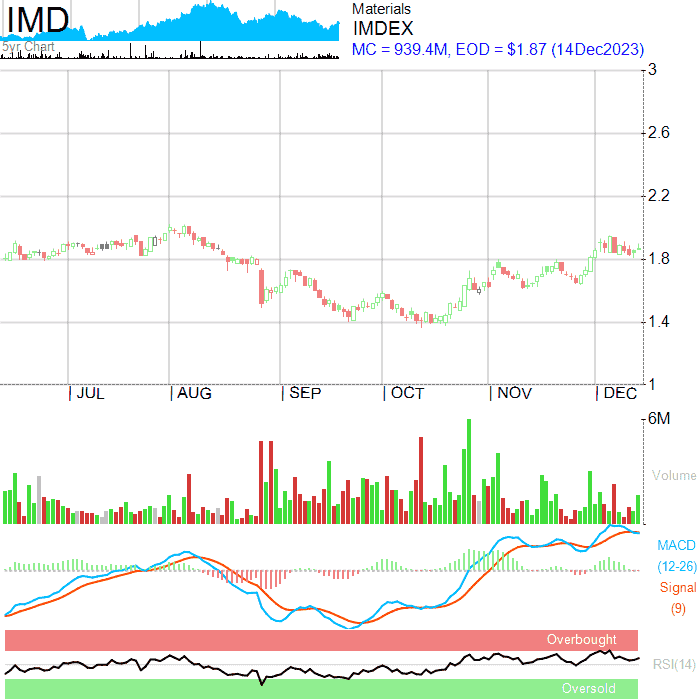 IMD
5yr Chart
Materials
IMDEX
MC = 939.4M, EOD = $1.87 (14Dec2023)
3
2.6
2.2
1.8
1.4
1
JUL AUG SEP OCT NOV DEC
6M
Volume
MACD
(12-26)
Signal
(9)
Overbought
RSI(14)
Oversold